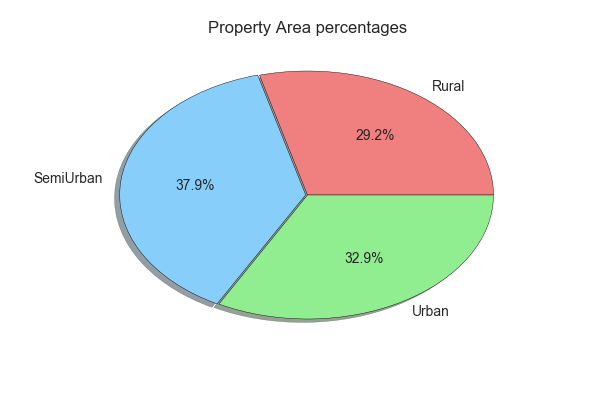 Property Area percentages
Rural
29.2%
SemiUrban
37.9%
32.9%
Urban